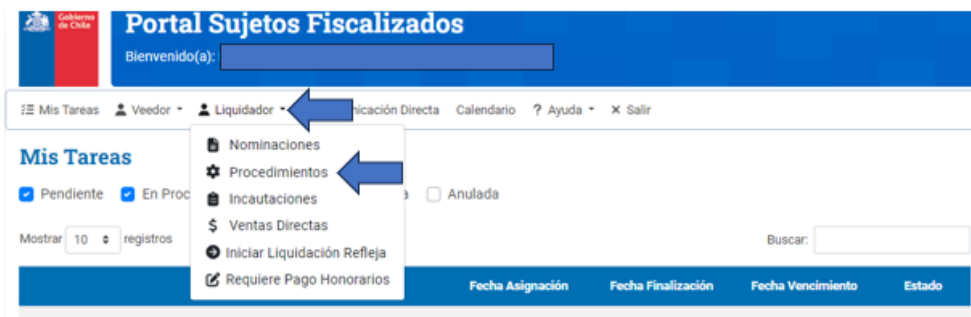 Gobierno
de Chile
Portal Sujetos Fiscalizados
Bienvenido(a):
Mis Tareas Veedor Liquidador Directa Calendario ? Ayuda Salir
Nominaciones
Mis Tareas
Procedimientos
Pendiente En Proc Anulada
Incautaciones
$ Ventas Directas
Mostrar 10 registros Buscar:
Iniciar Liquidación Refleja
Requiere Pago Honorarios
Fecha Asignación Fecha Finalización Fecha Vencimiento Estado